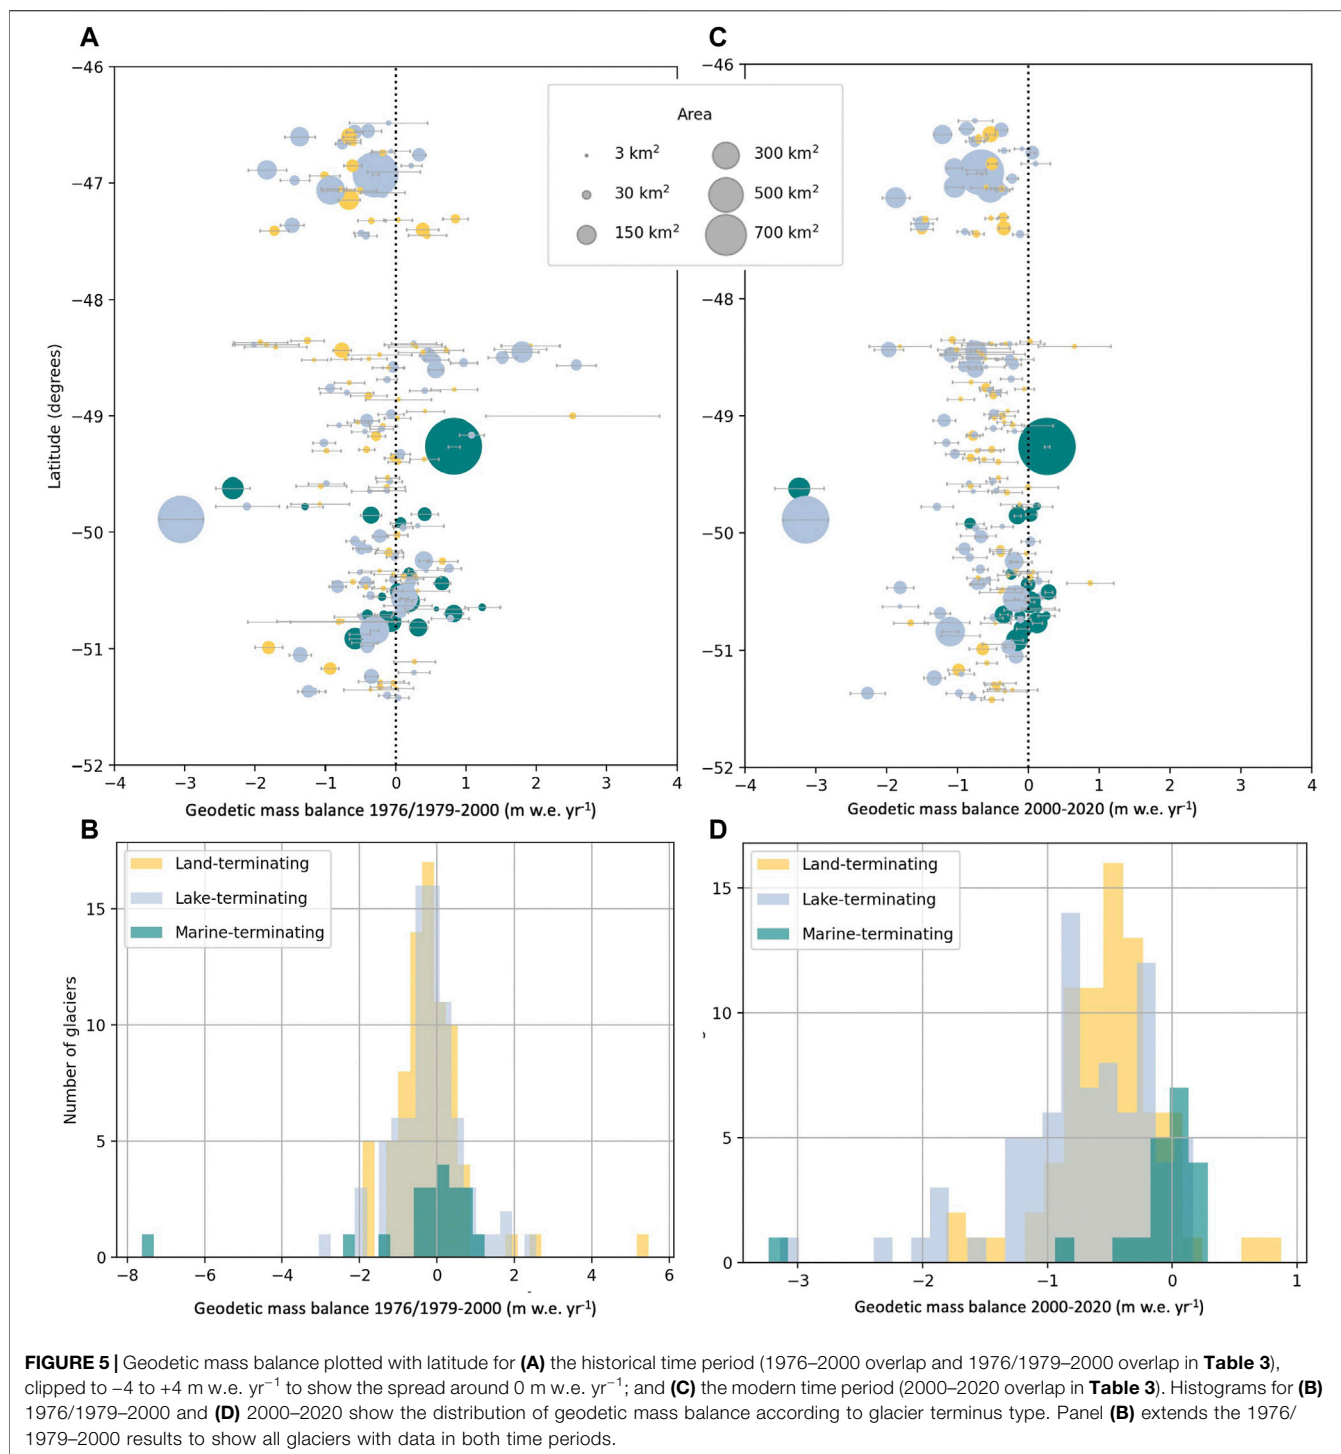 A
C
−46
−47
−48
−49
−50
−51
−52
Latitude (degrees)
−4 −3 −2 −1 0 1 2 3 4
Geodetic mass balance 1976/1979-2000 (m w.e. yr⁻¹)
Area
3 km² 300 km²
30 km² 500 km²
150 km² 700 km²
−46
−47
−48
−49
−50
−51
−52
−4 −3 −2 −1 0 1 2 3 4
Geodetic mass balance 2000-2020 (m w.e. yr⁻¹)
B
Land-terminating
Lake-terminating
Marine-terminating
15
10
5
0
Number of glaciers
−8 −6 −4 −2 0 2 4 6
Geodetic mass balance 1976/1979-2000 (m w.e. yr⁻¹)
D
Land-terminating
Lake-terminating
Marine-terminating
15
10
5
0
−3 −2 −1 0 1
Geodetic mass balance 2000-2020 (m w.e. yr⁻¹)
FIGURE 5 | Geodetic mass balance plotted with latitude for (A) the historical time period (1976–2000 overlap and 1976/1979–2000 overlap in Table 3),
clipped to −4 to +4 m w.e. yr⁻¹ to show the spread around 0 m w.e. yr⁻¹; and (C) the modern time period (2000–2020 overlap in Table 3). Histograms for (B)
1976/1979–2000 and (D) 2000–2020 show the distribution of geodetic mass balance according to glacier terminus type. Panel (B) extends the 1976/
1979–2000 results to show all glaciers with data in both time periods.